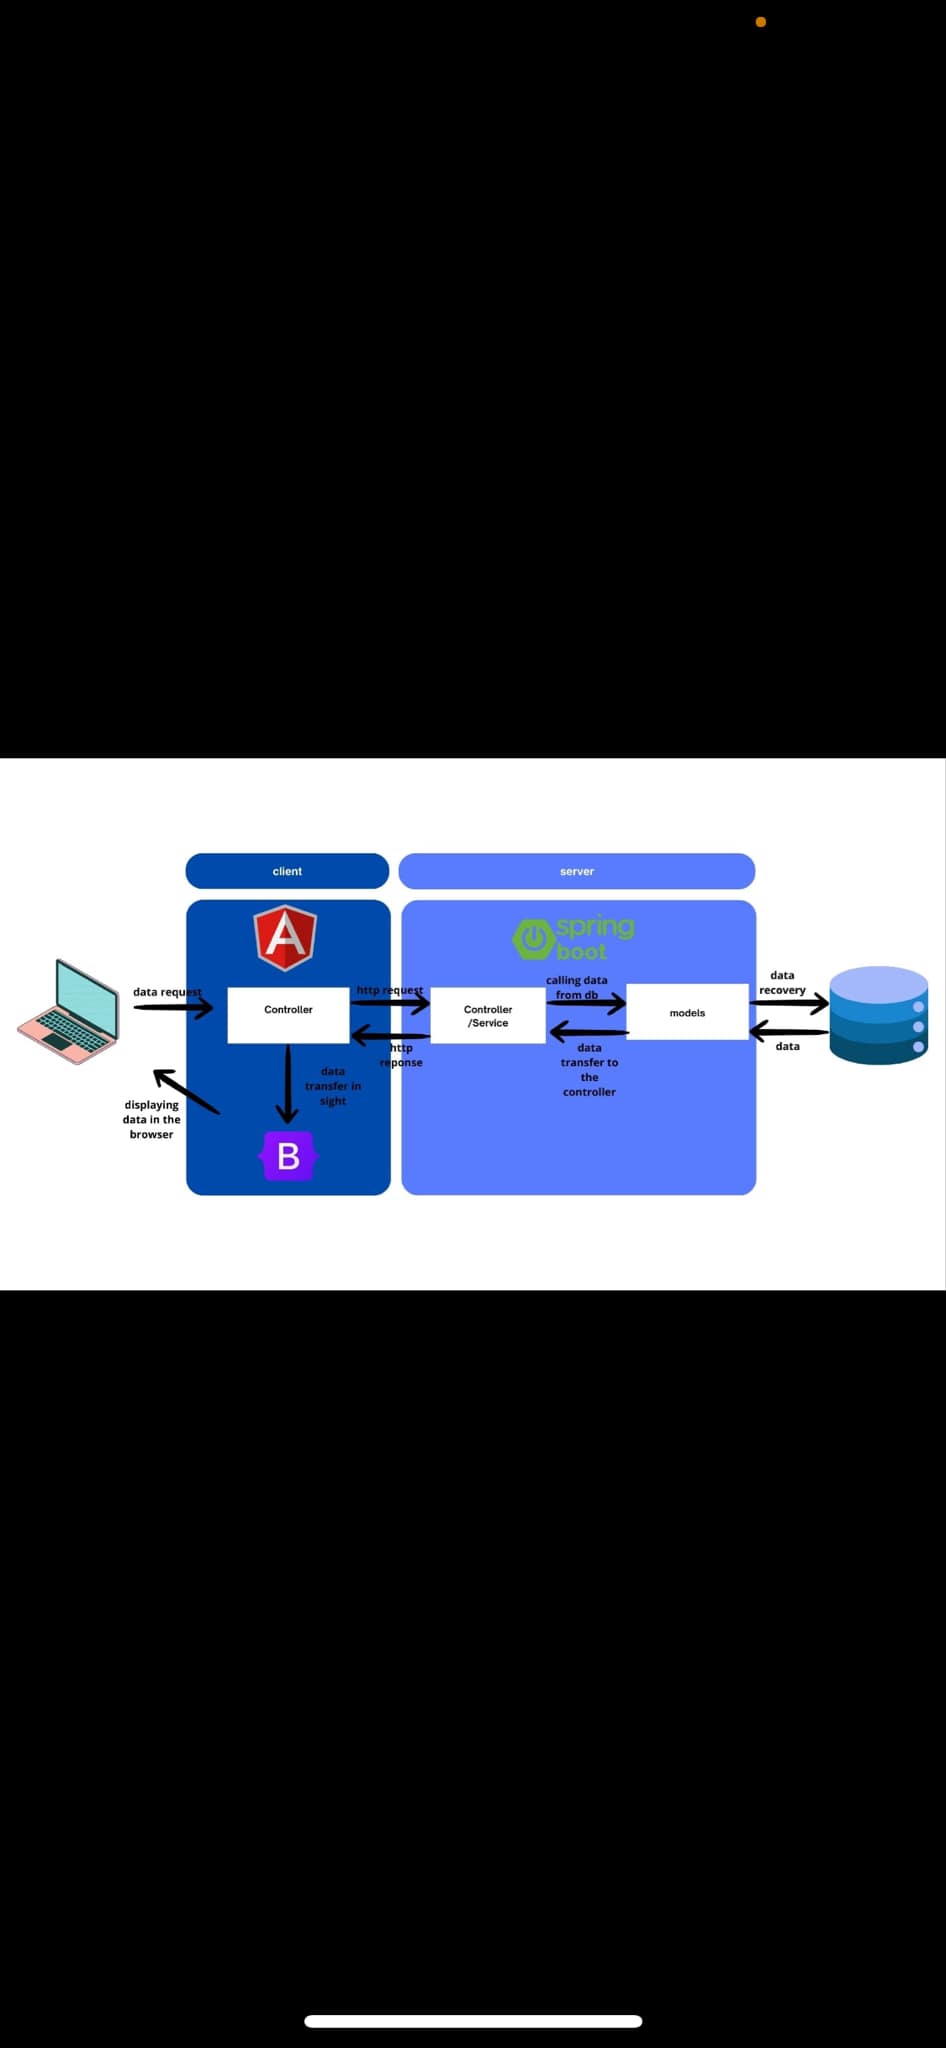 client
server
spring
boot
data request
Controller
http request
http
reponse
Controller
/Service
calling data
from db
data
transfer to
the
controller
models
data
recovery
data
data
transfer in
sight
displaying
data in the
browser
A
B